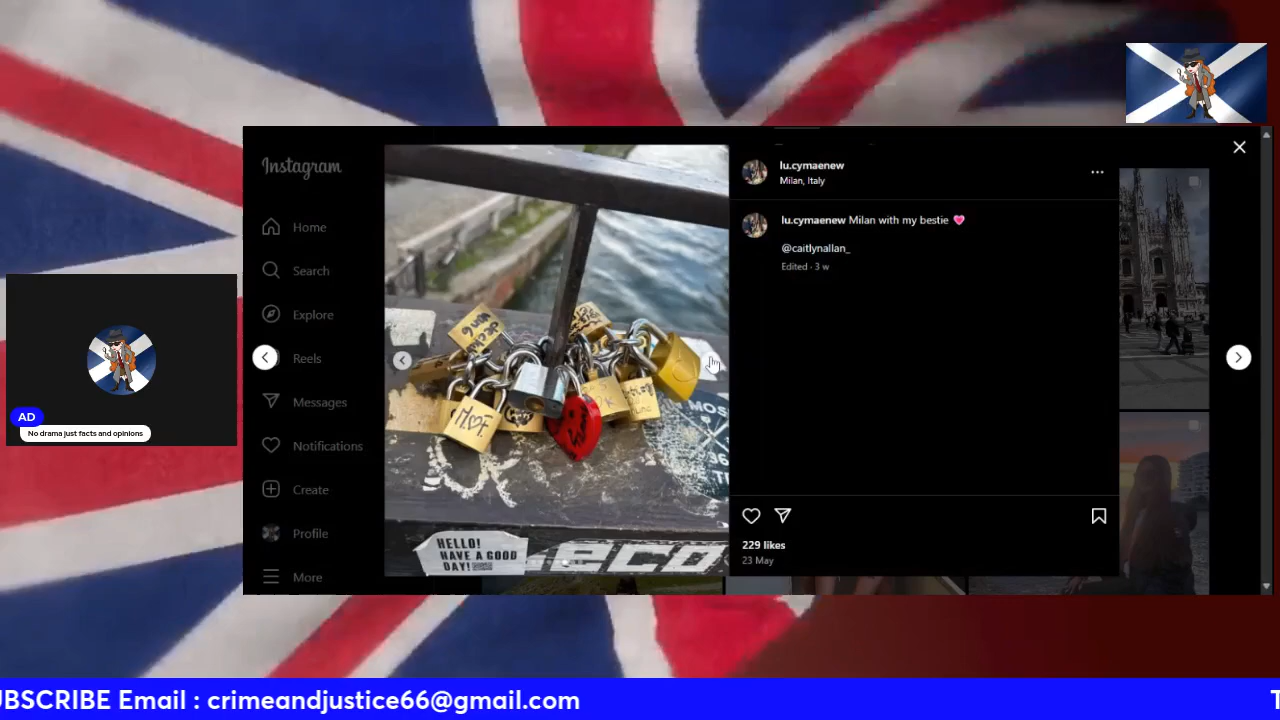 Instagram
Home
Search
Explore
Reels
Messages
Notifications
Create
Profile
More
HELLO!
HAVE A GOOD
DAY!
eco
MOS
M♡F
lu.cymaenew
Milan, Italy
lu.cymaenew Milan with my bestie 💗
@caitlynallan_
Edited · 3 w
229 likes
23 May
AD
No drama just facts and opinions
UBSCRIBE Email : crimeandjustice66@gmail.com
T